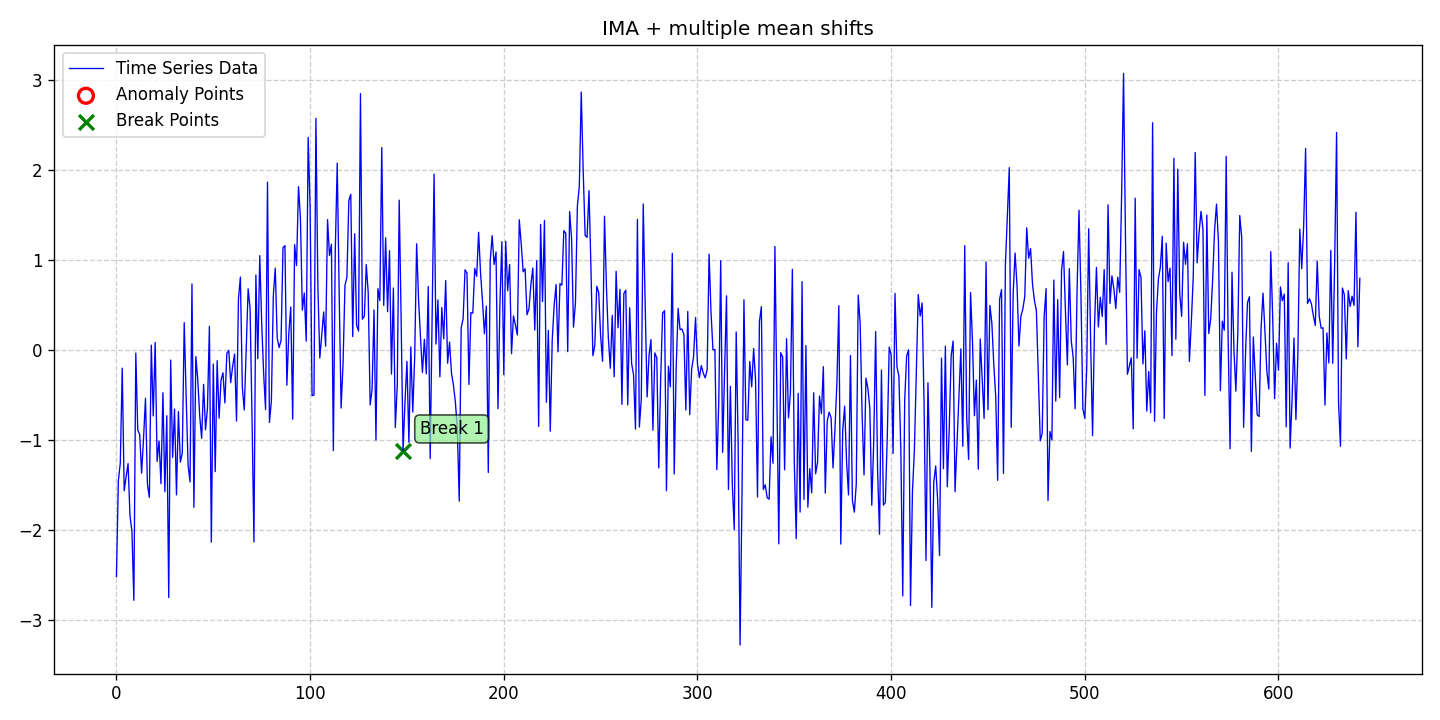 IMA + multiple mean shifts
Time Series Data
Anomaly Points
Break Points
Break 1
3
2
1
0
−1
−2
−3
0 100 200 300 400 500 600